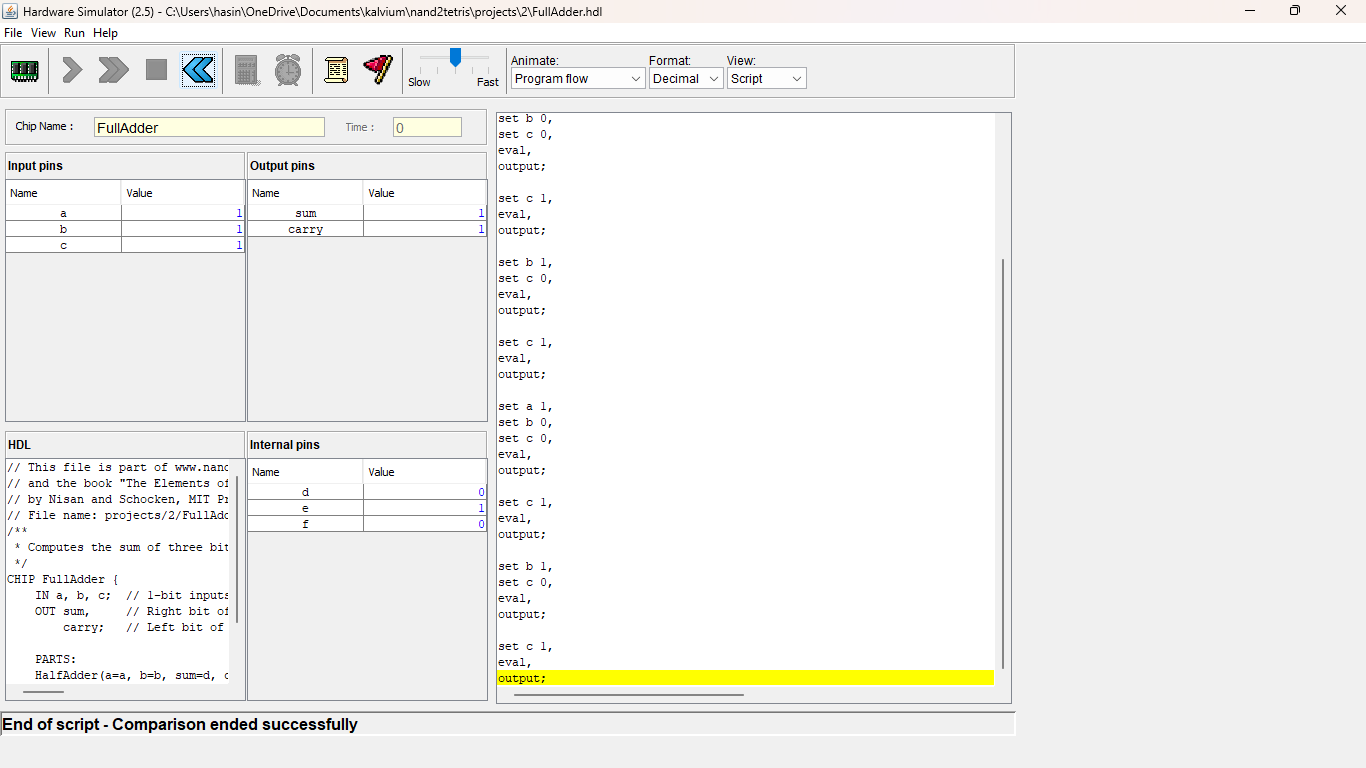 Hardware Simulator (2.5) - C:\Users\hasin\OneDrive\Documents\kalvium\nand2tetris\projects\2\FullAdder.hdl
File View Run Help
Slow
Fast
Animate:
Program flow
Format:
Decimal
View:
Script
Chip Name :
FullAdder
Time :
0
Input pins
Name Value
a 1
b 1
c 1
Output pins
Name Value
sum 1
carry 1
HDL
// This file is part of www.nand
// and the book "The Elements of
// by Nisan and Schocken, MIT Pr
// File name: projects/2/FullAdd
/**
* Computes the sum of three bit
*/
CHIP FullAdder {
IN a, b, c; // 1-bit inputs
OUT sum, // Right bit of
carry; // Left bit of
PARTS:
HalfAdder(a=a, b=b, sum=d, c
Internal pins
Name Value
d 0
e 1
f 0
set b 0,
set c 0,
eval,
output;
set c 1,
eval,
output;
set b 1,
set c 0,
eval,
output;
set c 1,
eval,
output;
set a 1,
set b 0,
set c 0,
eval,
output;
set c 1,
eval,
output;
set b 1,
set c 0,
eval,
output;
set c 1,
eval,
output;
End of script - Comparison ended successfully